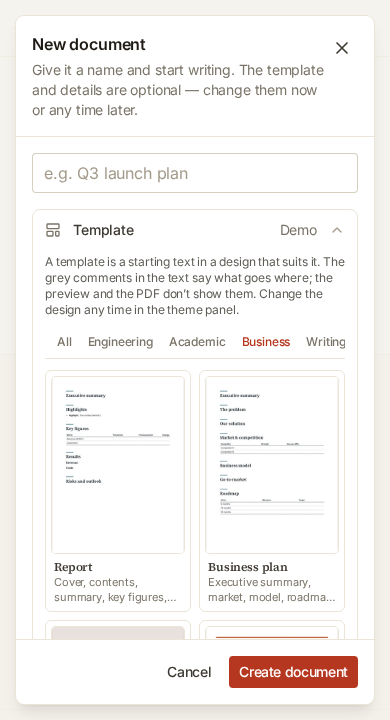 New document
Give it a name and start writing. The template
and details are optional — change them now
or any time later.
e.g. Q3 launch plan
Template
Demo
A template is a starting text in a design that suits it. The
grey comments in the text say what goes where; the
preview and the PDF don't show them. Change the
design any time in the theme panel.
All Engineering Academic Business Writing
Executive summary
Highlights
Key figures
Results
Risks and outlook
Executive summary
The problem
Our solution
Market & competition
Business model
Go-to-market
Roadmap
Report
Cover, contents,
summary, key figures,...
Business plan
Executive summary,
market, model, roadma...
Cancel
Create document